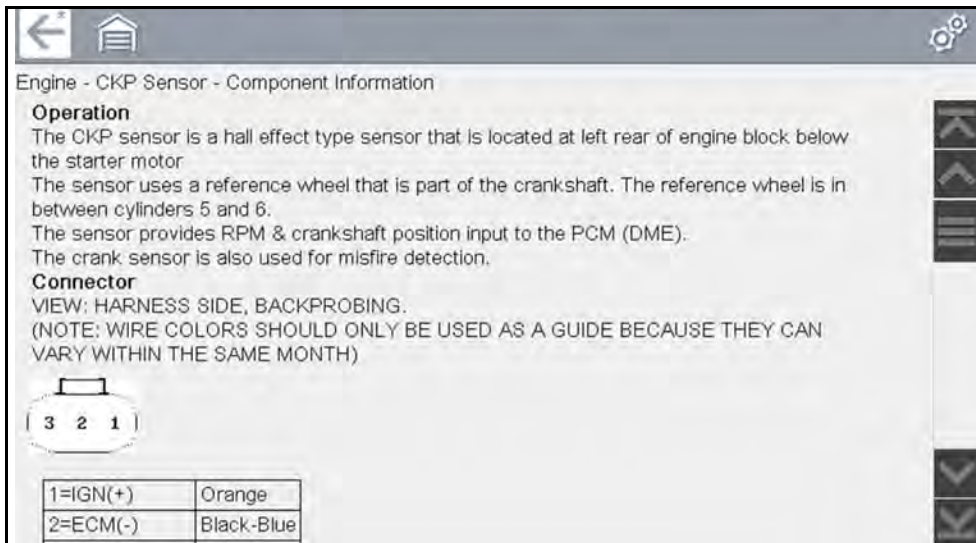 Engine - CKP Sensor - Component Information
Operation
The CKP sensor is a hall effect type sensor that is located at left rear of engine block below
the starter motor
The sensor uses a reference wheel that is part of the crankshaft. The reference wheel is in
between cylinders 5 and 6.
The sensor provides RPM & crankshaft position input to the PCM (DME).
The crank sensor is also used for misfire detection.
Connector
VIEW: HARNESS SIDE, BACKPROBING.
(NOTE: WIRE COLORS SHOULD ONLY BE USED AS A GUIDE BECAUSE THEY CAN
VARY WITHIN THE SAME MONTH)
3 2 1
1=IGN(+) Orange
2=ECM(-) Black-Blue